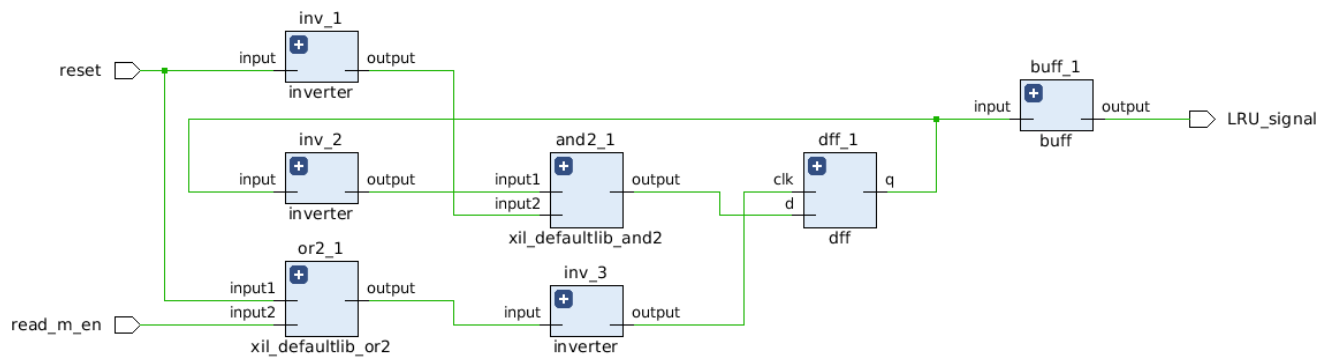 inv_1
input
output
reset
inverter
buff_1
input
output
LRU_signal
buff
inv_2
input
output
inverter
and2_1
input1
input2
output
xil_defaultlib_and2
dff_1
clk
d
q
dff
or2_1
input1
input2
output
read_m_en
xil_defaultlib_or2
inv_3
input
output
inverter